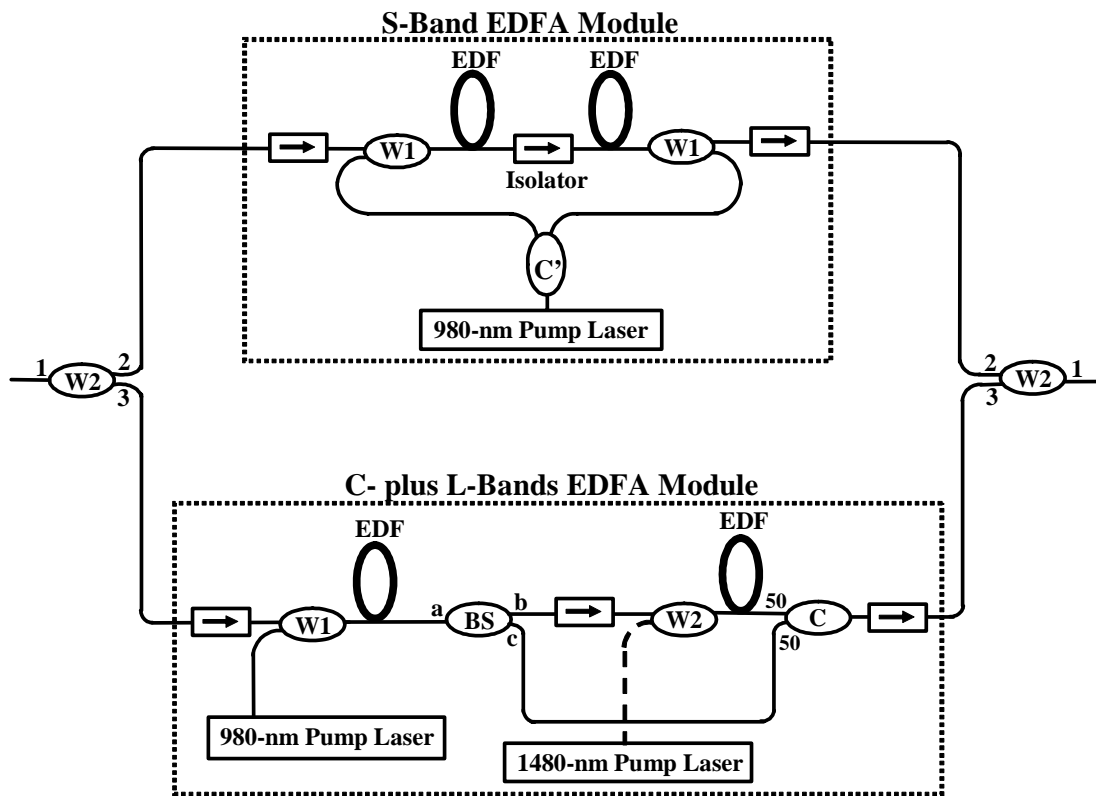 S-Band EDFA Module
EDF EDF
W1 W1
Isolator
C’
980-nm Pump Laser
1 W2 2 3
2 3 W2 1
C- plus L-Bands EDFA Module
EDF EDF
W1 a BS b c W2 50 50 C
980-nm Pump Laser
1480-nm Pump Laser